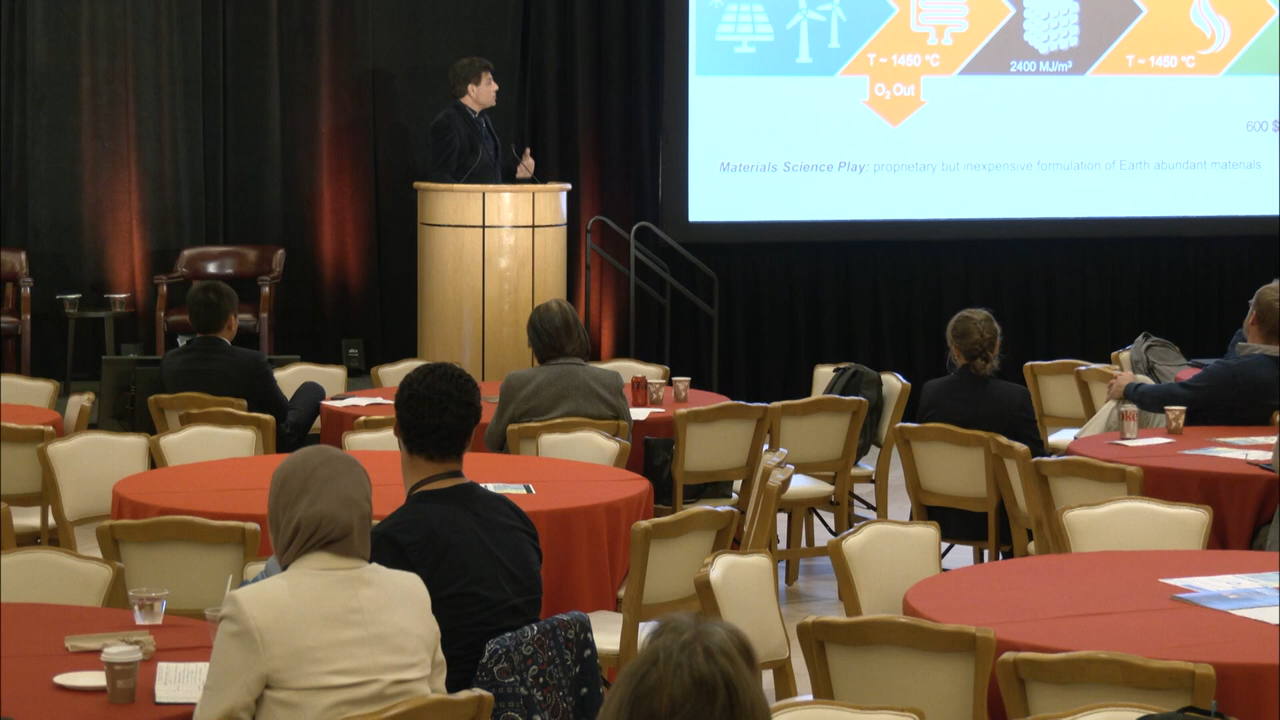 T ~ 1450 °C
2400 MJ/m³
T ~ 1450 °C
O₂ Out
600 $
Materials Science Play: proprietary but inexpensive formulation of Earth abundant materials